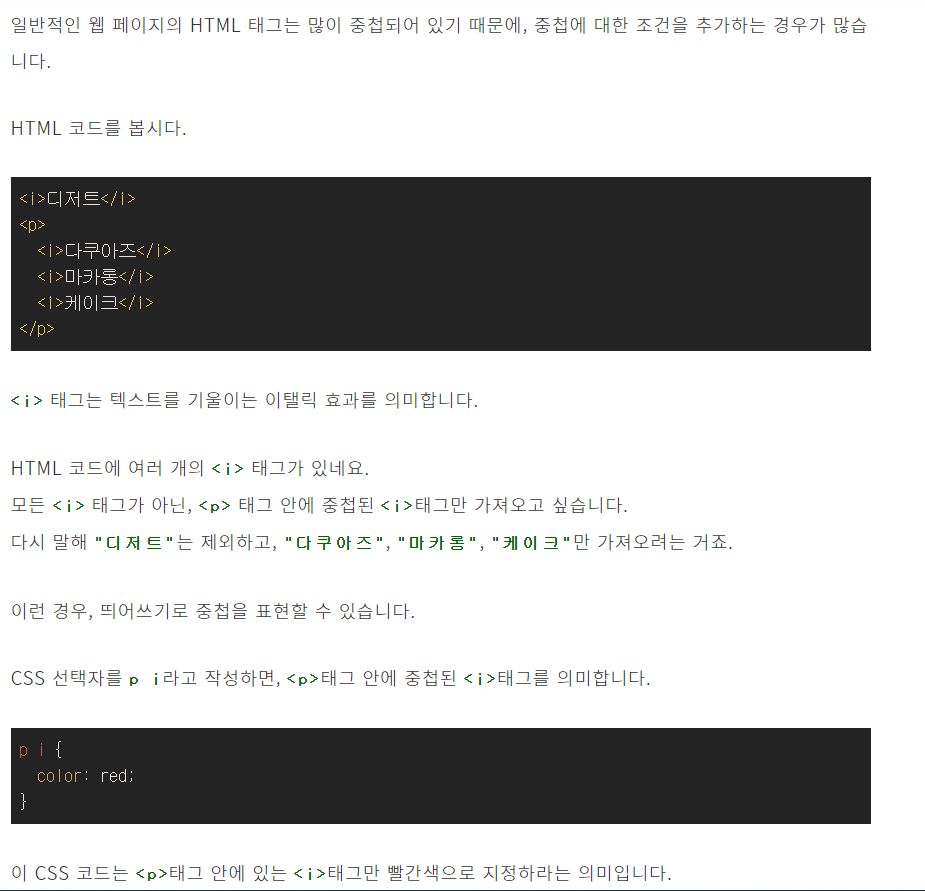 일반적인 웹 페이지의 HTML 태그는 많이 중첩되어 있기 때문에, 중첩에 대한 조건을 추가하는 경우가 많습
니다.
HTML 코드를 봅시다.
<i>디저트</i>
<p>
  <i>다쿠아즈</i>
  <i>마카롱</i>
  <i>케이크</i>
</p>
<i> 태그는 텍스트를 기울이는 이탤릭 효과를 의미합니다.
HTML 코드에 여러 개의 <i> 태그가 있네요.
모든 <i> 태그가 아닌, <p> 태그 안에 중첩된 <i>태그만 가져오고 싶습니다.
다시 말해 "디저트"는 제외하고, "다쿠아즈", "마카롱", "케이크"만 가져오려는 거죠.
이런 경우, 띄어쓰기로 중첩을 표현할 수 있습니다.
CSS 선택자를 p i라고 작성하면, <p>태그 안에 중첩된 <i>태그를 의미합니다.
p i {
  color: red;
}
이 CSS 코드는 <p>태그 안에 있는 <i>태그만 빨간색으로 지정하라는 의미입니다.